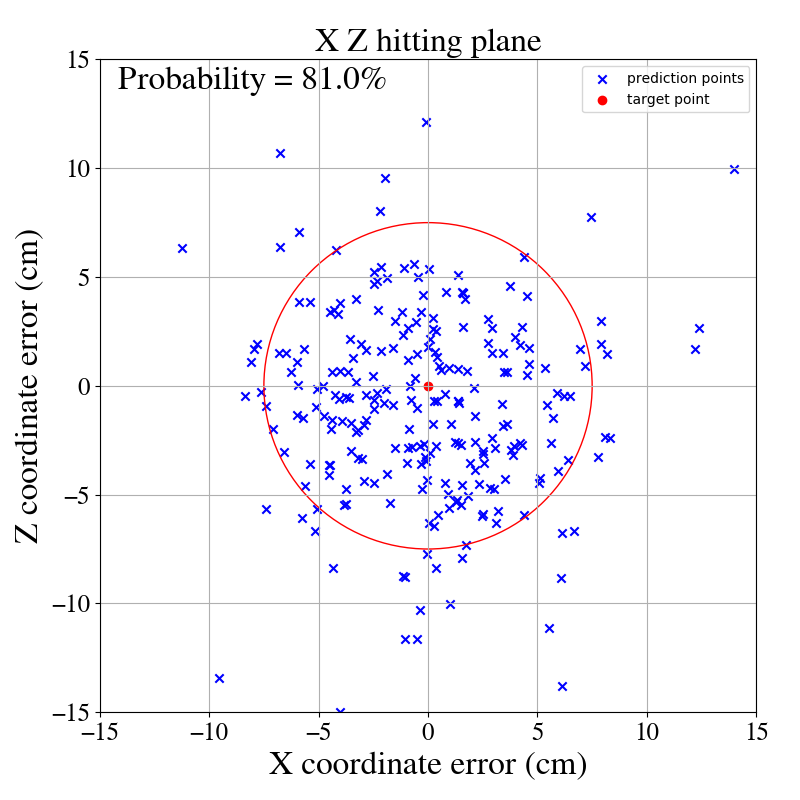 X Z hitting plane
Probability = 81.0%
prediction points
target point
Z coordinate error (cm)
15
10
5
0
−5
−10
−15
−15 −10 −5 0 5 10 15
X coordinate error (cm)